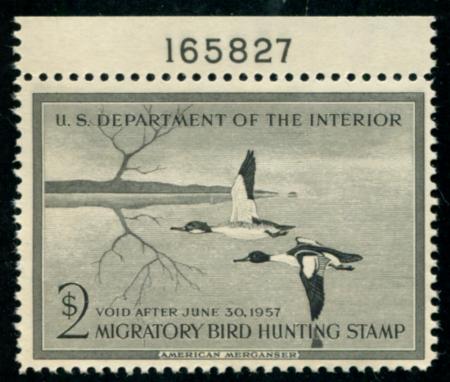 165827
U. S. DEPARTMENT OF THE INTERIOR
$2 VOID AFTER JUNE 30, 1957
MIGRATORY BIRD HUNTING STAMP
AMERICAN MERGANSER